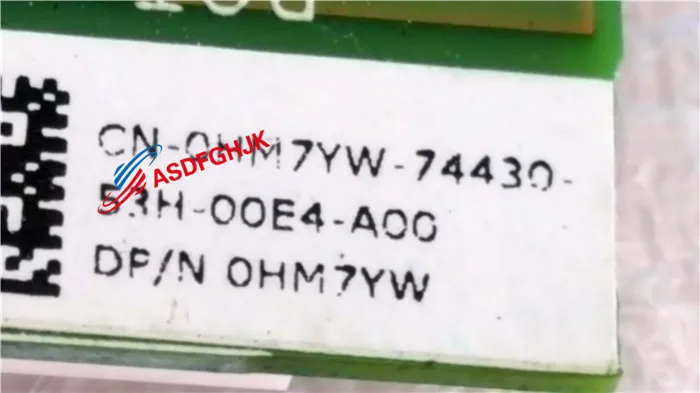 CN-0HM7YW-74430-
ASDFGHJK
53H-00E4-A00
DP/N 0HM7YW